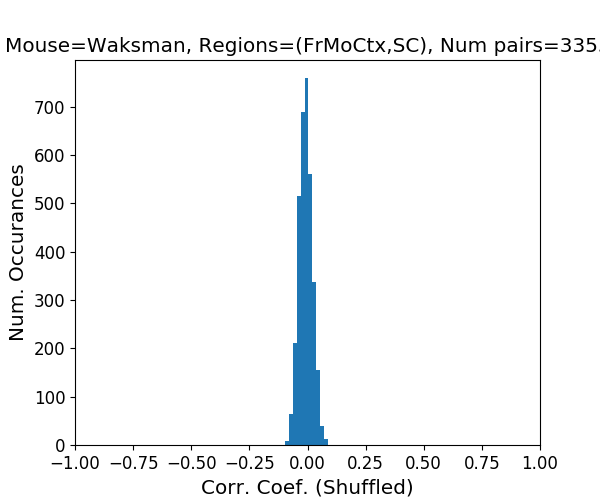 Mouse=Waksman, Regions=(FrMoCtx,SC), Num pairs=335.
Num. Occurances
700
600
500
400
300
200
100
0
−1.00 −0.75 −0.50 −0.25 0.00 0.25 0.50 0.75 1.00
Corr. Coef. (Shuffled)